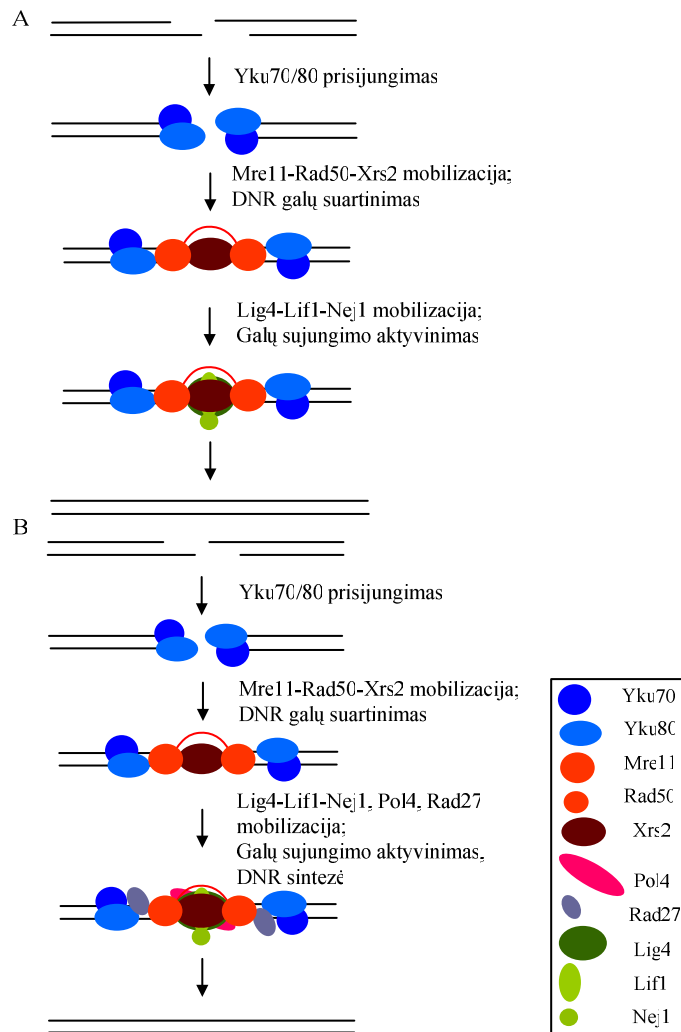 A
Yku70/80 prisijungimas
Mre11-Rad50-Xrs2 mobilizacija;
DNR galų suartinimas
Lig4-Lif1-Nej1 mobilizacija;
Galų sujungimo aktyvinimas
B
Yku70/80 prisijungimas
Mre11-Rad50-Xrs2 mobilizacija;
DNR galų suartinimas
Lig4-Lif1-Nej1, Pol4, Rad27
mobilizacija;
Galų sujungimo aktyvinimas,
DNR sintezė
Yku70
Yku80
Mre11
Rad50
Xrs2
Pol4
Rad27
Lig4
Lif1
Nej1